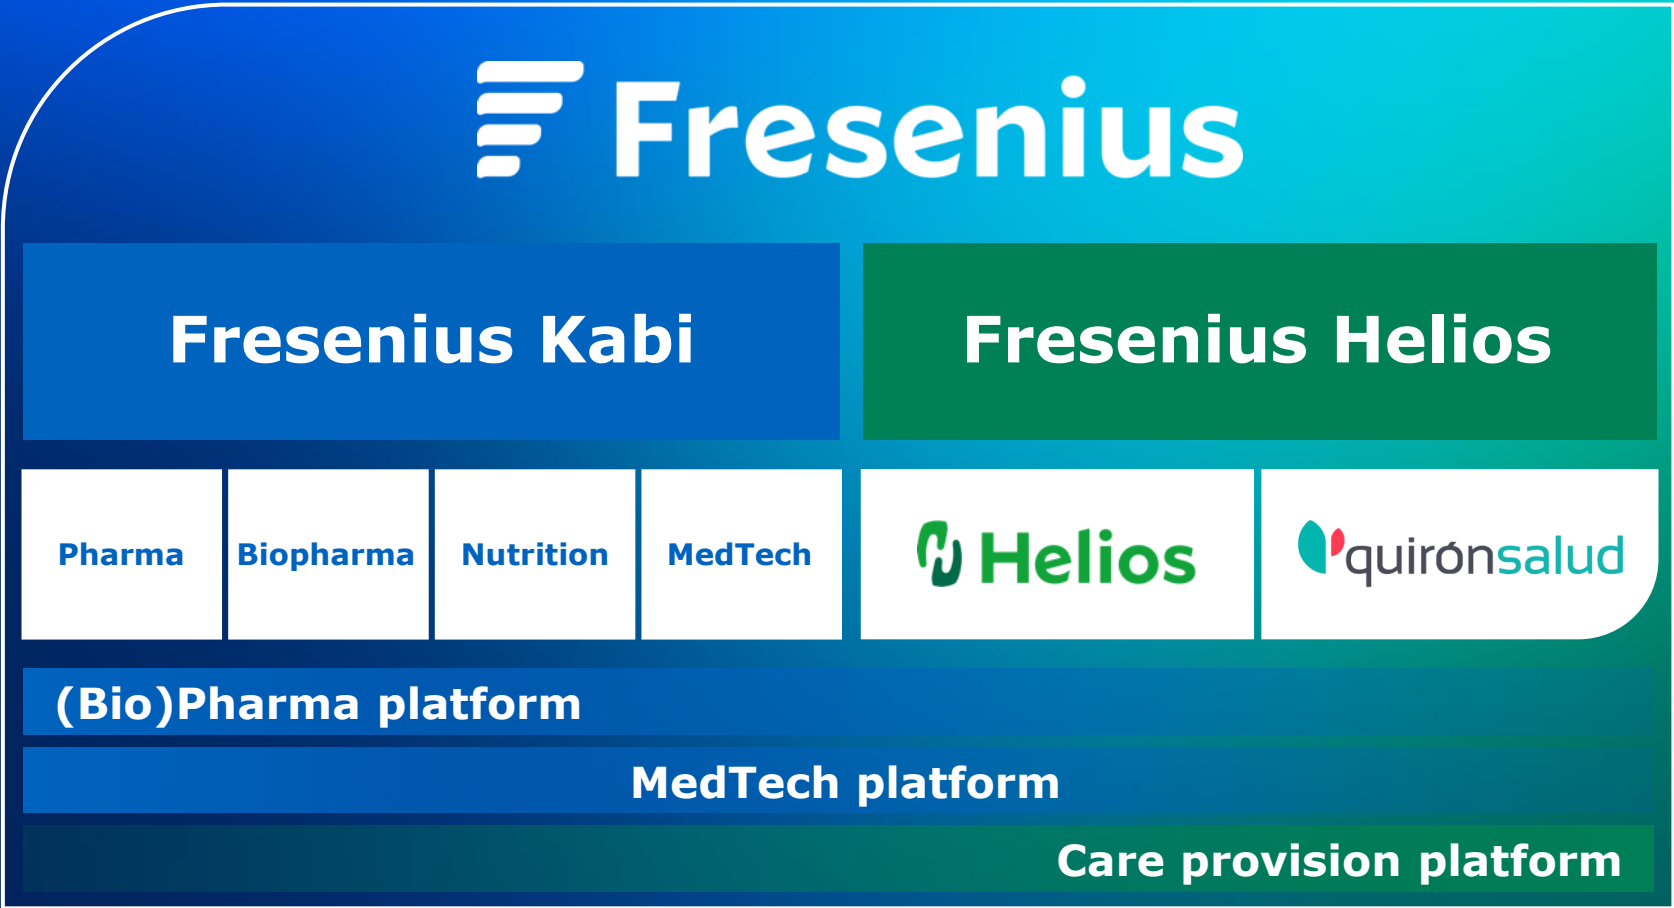 Fresenius
Fresenius Kabi
Fresenius Helios
Pharma
Biopharma
Nutrition
MedTech
Helios
quirónsalud
(Bio)Pharma platform
MedTech platform
Care provision platform